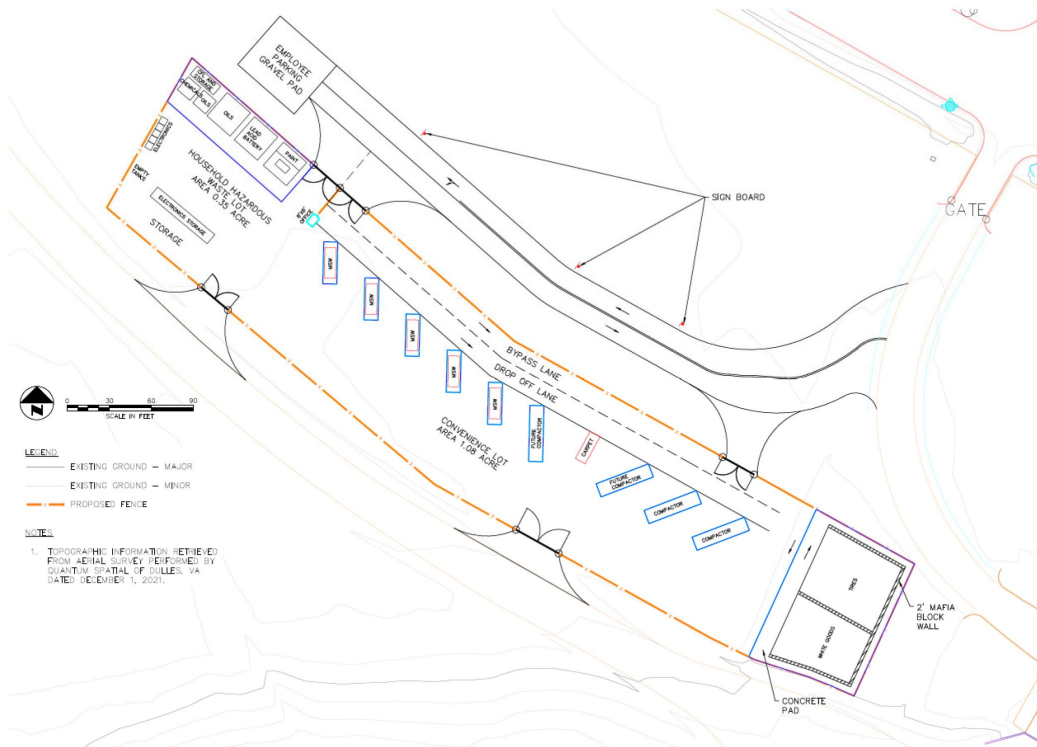 EMPLOYEE
PARKING
GRAVEL PAD
CFL AND
STORAGE
CHEMICALS
OILS
OILS
LEAD
ACID
BATTERY
PAINT
ELECTRONICS
EMPTY
TANKS
HOUSEHOLD HAZARDOUS
WASTE LOT
AREA 0.35 ACRE
ELECTRONICS STORAGE
STORAGE
OFFICE
SIGN BOARD
GATE
MSW
MSW
MSW
MSW
MSW
BYPASS LANE
DROP OFF LANE
FUTURE
COMPACTOR
CARPET
FUTURE
COMPACTOR
COMPACTOR
COMPACTOR
CONVENIENCE LOT
AREA 1.08 ACRE
N
0 30 60 90
SCALE IN FEET
LEGEND
EXISTING GROUND - MAJOR
EXISTING GROUND - MINOR
PROPOSED FENCE
NOTES
1. TOPOGRAPHIC INFORMATION RETRIEVED
FROM AERIAL SURVEY PERFORMED BY
QUANTUM SPATIAL OF DULLES, VA
DATED DECEMBER 1, 2021.
TIRES
WHITE GOODS
2' MAFIA
BLOCK
WALL
CONCRETE
PAD